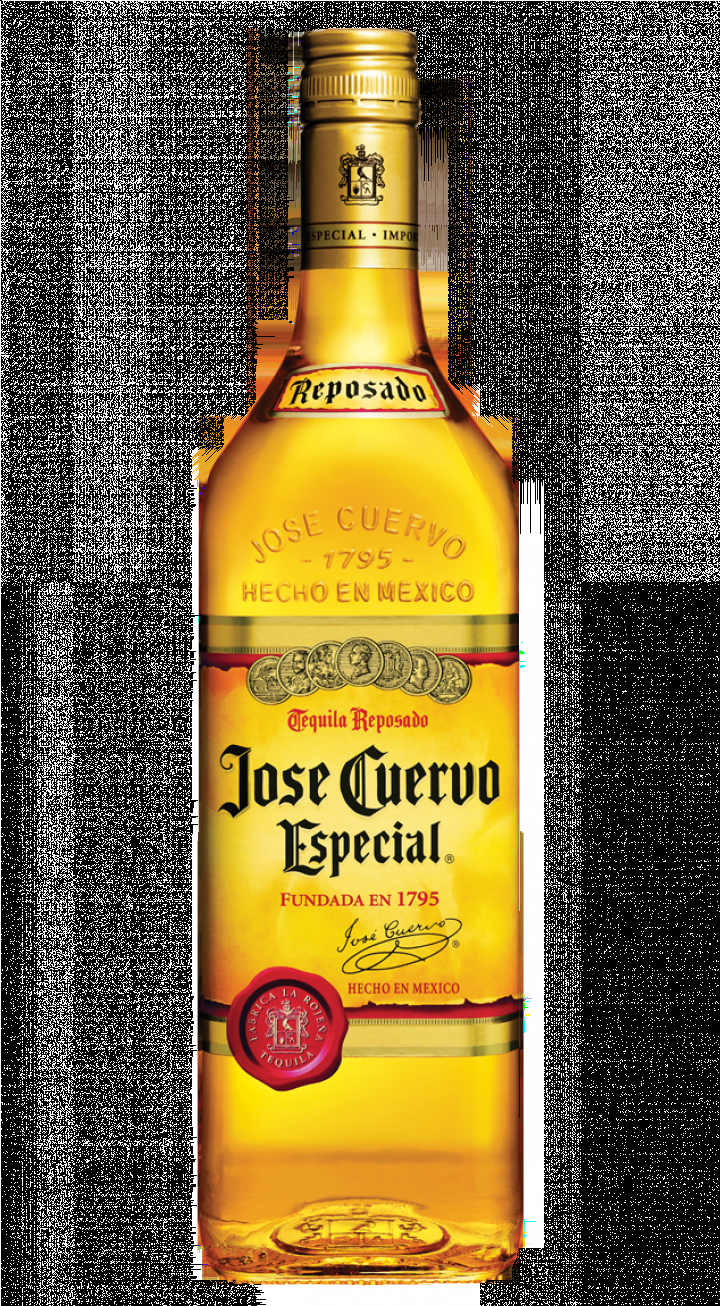 SPECIAL · IMPO
Reposado
JOSE CUERVO
- 1795 -
HECHO EN MEXICO
Tequila Reposado
Jose Cuervo
Especial®
FUNDADA EN 1795
José Cuervo®
HECHO EN MEXICO
FABRICA LA ROJEÑA
TEQUILA